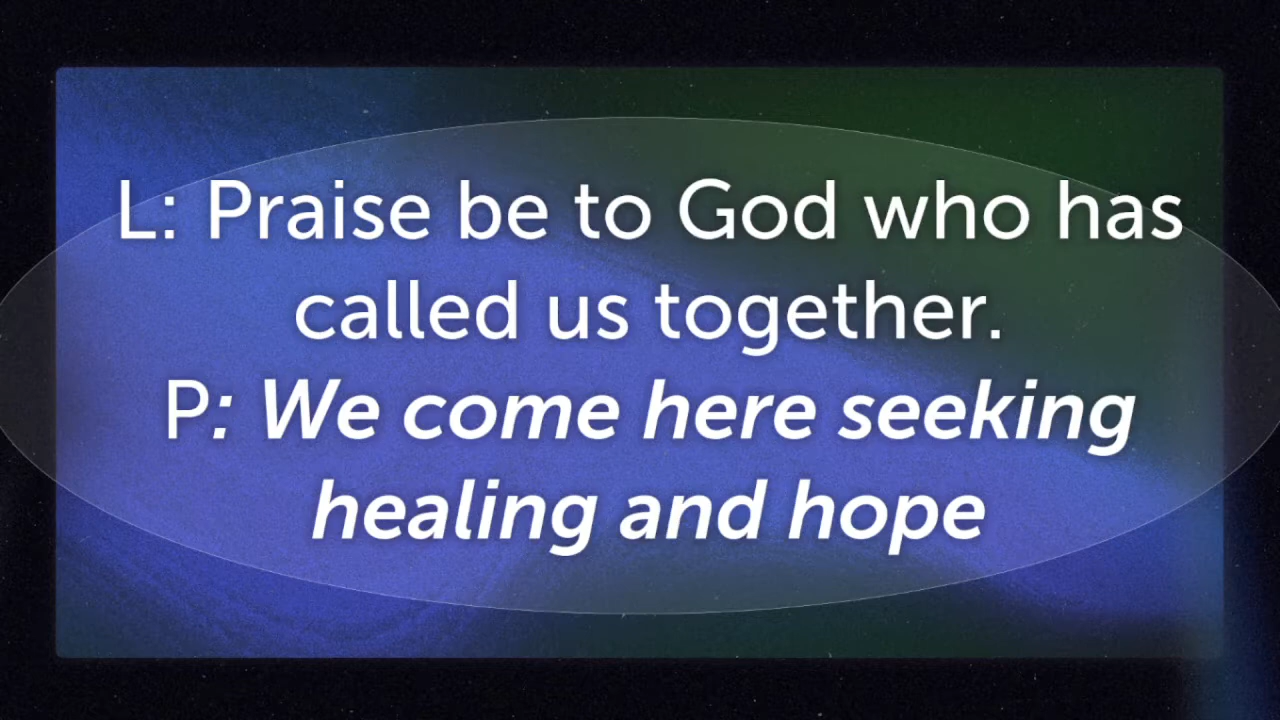 L: Praise be to God who has
called us together.
P: We come here seeking
healing and hope